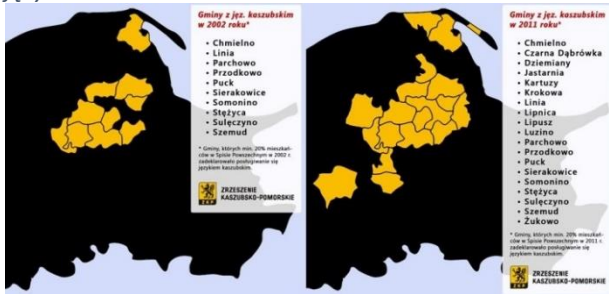 Gminy z jęz. kaszubskim
w 2002 roku*
• Chmielno
• Linia
• Parchowo
• Przodkowo
• Puck
• Sierakowice
• Somonino
• Stężyca
• Sulęczyno
• Szemud
* Gminy, których min. 20% mieszkań-
ców w Spisie Powszechnym w 2002 r.
zadeklarowało posługiwanie się
językiem kaszubskim.
ZKP
ZRZESZENIE
KASZUBSKO-POMORSKIE
Gminy z jęz. kaszubskim
w 2011 roku*
• Chmielno
• Czarna Dąbrówka
• Dziemiany
• Jastarnia
• Kartuzy
• Krokowa
• Linia
• Lipnica
• Lipusz
• Luzino
• Parchowo
• Przodkowo
• Puck
• Sierakowice
• Somonino
• Stężyca
• Sulęczyno
• Szemud
• Żukowo
* Gminy, których min. 20% mieszkań-
ców w Spisie Powszechnym w 2011 r.
zadeklarowało posługiwanie się
językiem kaszubskim.
ZKP
ZRZESZENIE
KASZUBSKO-POMORSKIE